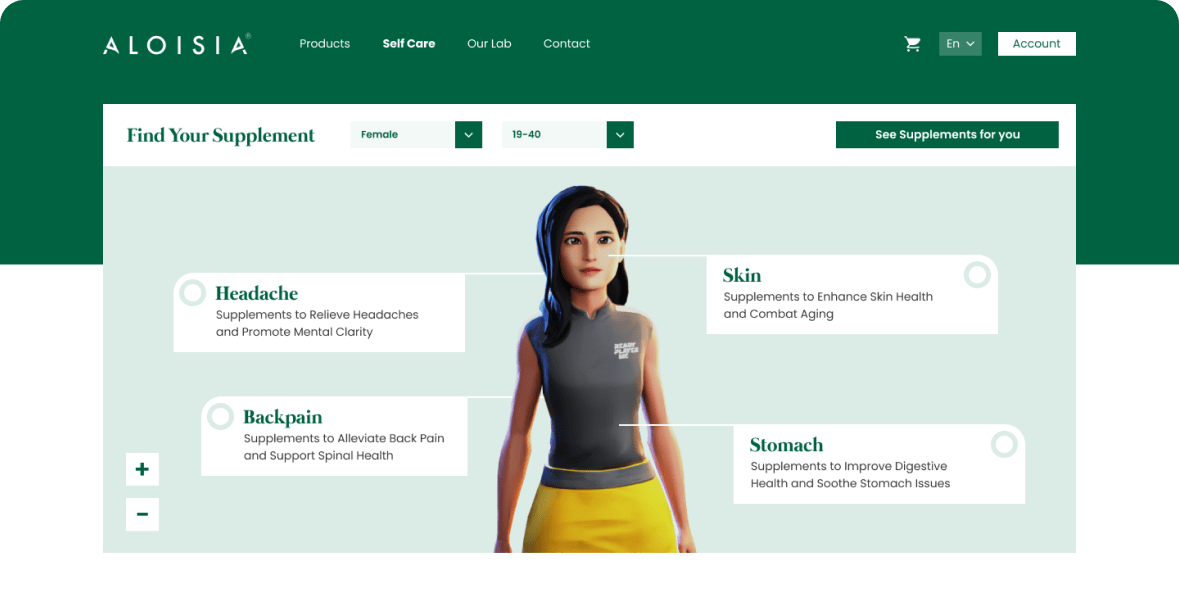 ALOISIA®
Products
Self Care
Our Lab
Contact
En
Account
Find Your Supplement
Female
19-40
See Supplements for you
Headache
Supplements to Relieve Headaches
and Promote Mental Clarity
Skin
Supplements to Enhance Skin Health
and Combat Aging
READY
PLAYER
ME
Backpain
Supplements to Alleviate Back Pain
and Support Spinal Health
Stomach
Supplements to Improve Digestive
Health and Soothe Stomach Issues
+
−